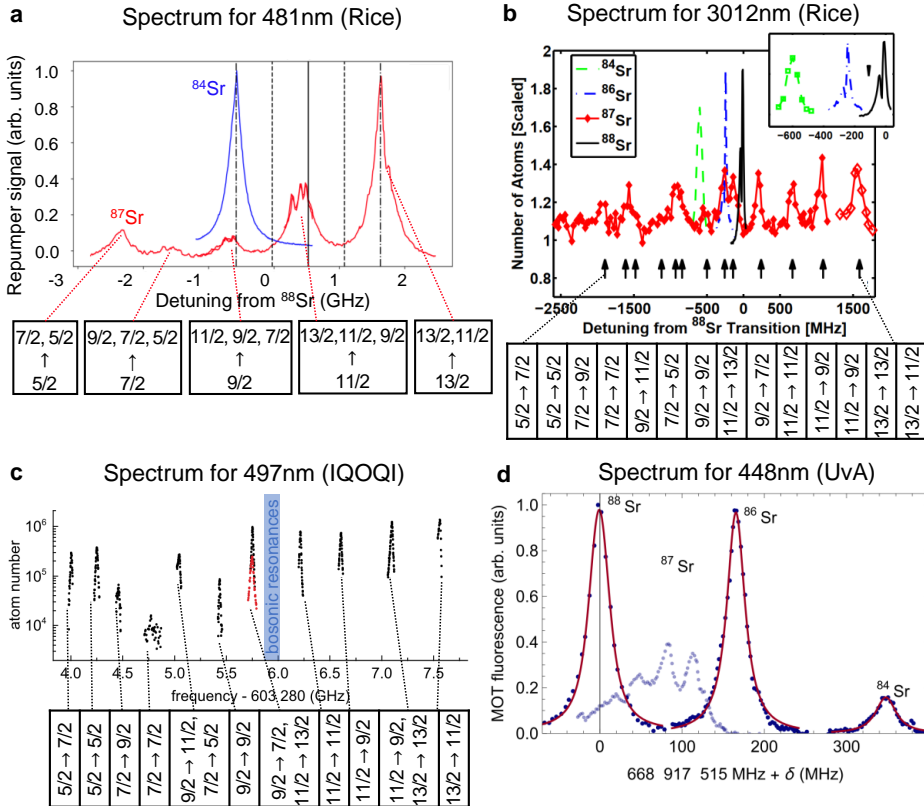 a
Spectrum for 481nm (Rice)
Repumper signal (arb. units)
1.0
0.8
0.6
0.4
0.2
0.0
84Sr
87Sr
-3 -2 -1 0 1 2
Detuning from 88Sr (GHz)
7/2, 5/2 ↑ 5/2
9/2, 7/2, 5/2 ↑ 7/2
11/2, 9/2, 7/2 ↑ 9/2
13/2,11/2, 9/2 ↑ 11/2
13/2, 11/2 ↑ 13/2
b
Spectrum for 3012nm (Rice)
Number of Atoms [Scaled]
2
1.8
1.6
1.4
1.2
1
0.8
84Sr
86Sr
87Sr
88Sr
-600 -400 -200 0
-2500 -1500 -500 0 500 1500
Detuning from 88Sr Transition [MHz]
5/2 → 7/2
5/2 → 5/2
7/2 → 9/2
7/2 → 7/2
9/2 → 11/2
7/2 → 5/2
9/2 → 9/2
11/2 → 13/2
9/2 → 7/2
11/2 → 11/2
11/2 → 9/2
13/2 → 13/2
13/2 → 11/2
c
Spectrum for 497nm (IQOQI)
atom number
10^6
10^5
10^4
bosonic resonances
4.0 4.5 5.0 5.5 6.0 6.5 7.0 7.5
frequency - 603,280 (GHz)
5/2 → 7/2
5/2 → 5/2
7/2 → 9/2
7/2 → 7/2
9/2 → 11/2,
7/2 → 5/2
9/2 → 9/2
9/2 → 7/2,
11/2 → 13/2
11/2 → 11/2
11/2 → 9/2
11/2 → 9/2,
13/2 → 13/2
13/2 → 11/2
d
Spectrum for 448nm (UvA)
MOT fluorescence (arb. units)
1.0
0.8
0.6
0.4
0.2
0.0
88 Sr
86 Sr
87 Sr
84 Sr
0 100 200 300
668 917 515 MHz + δ (MHz)